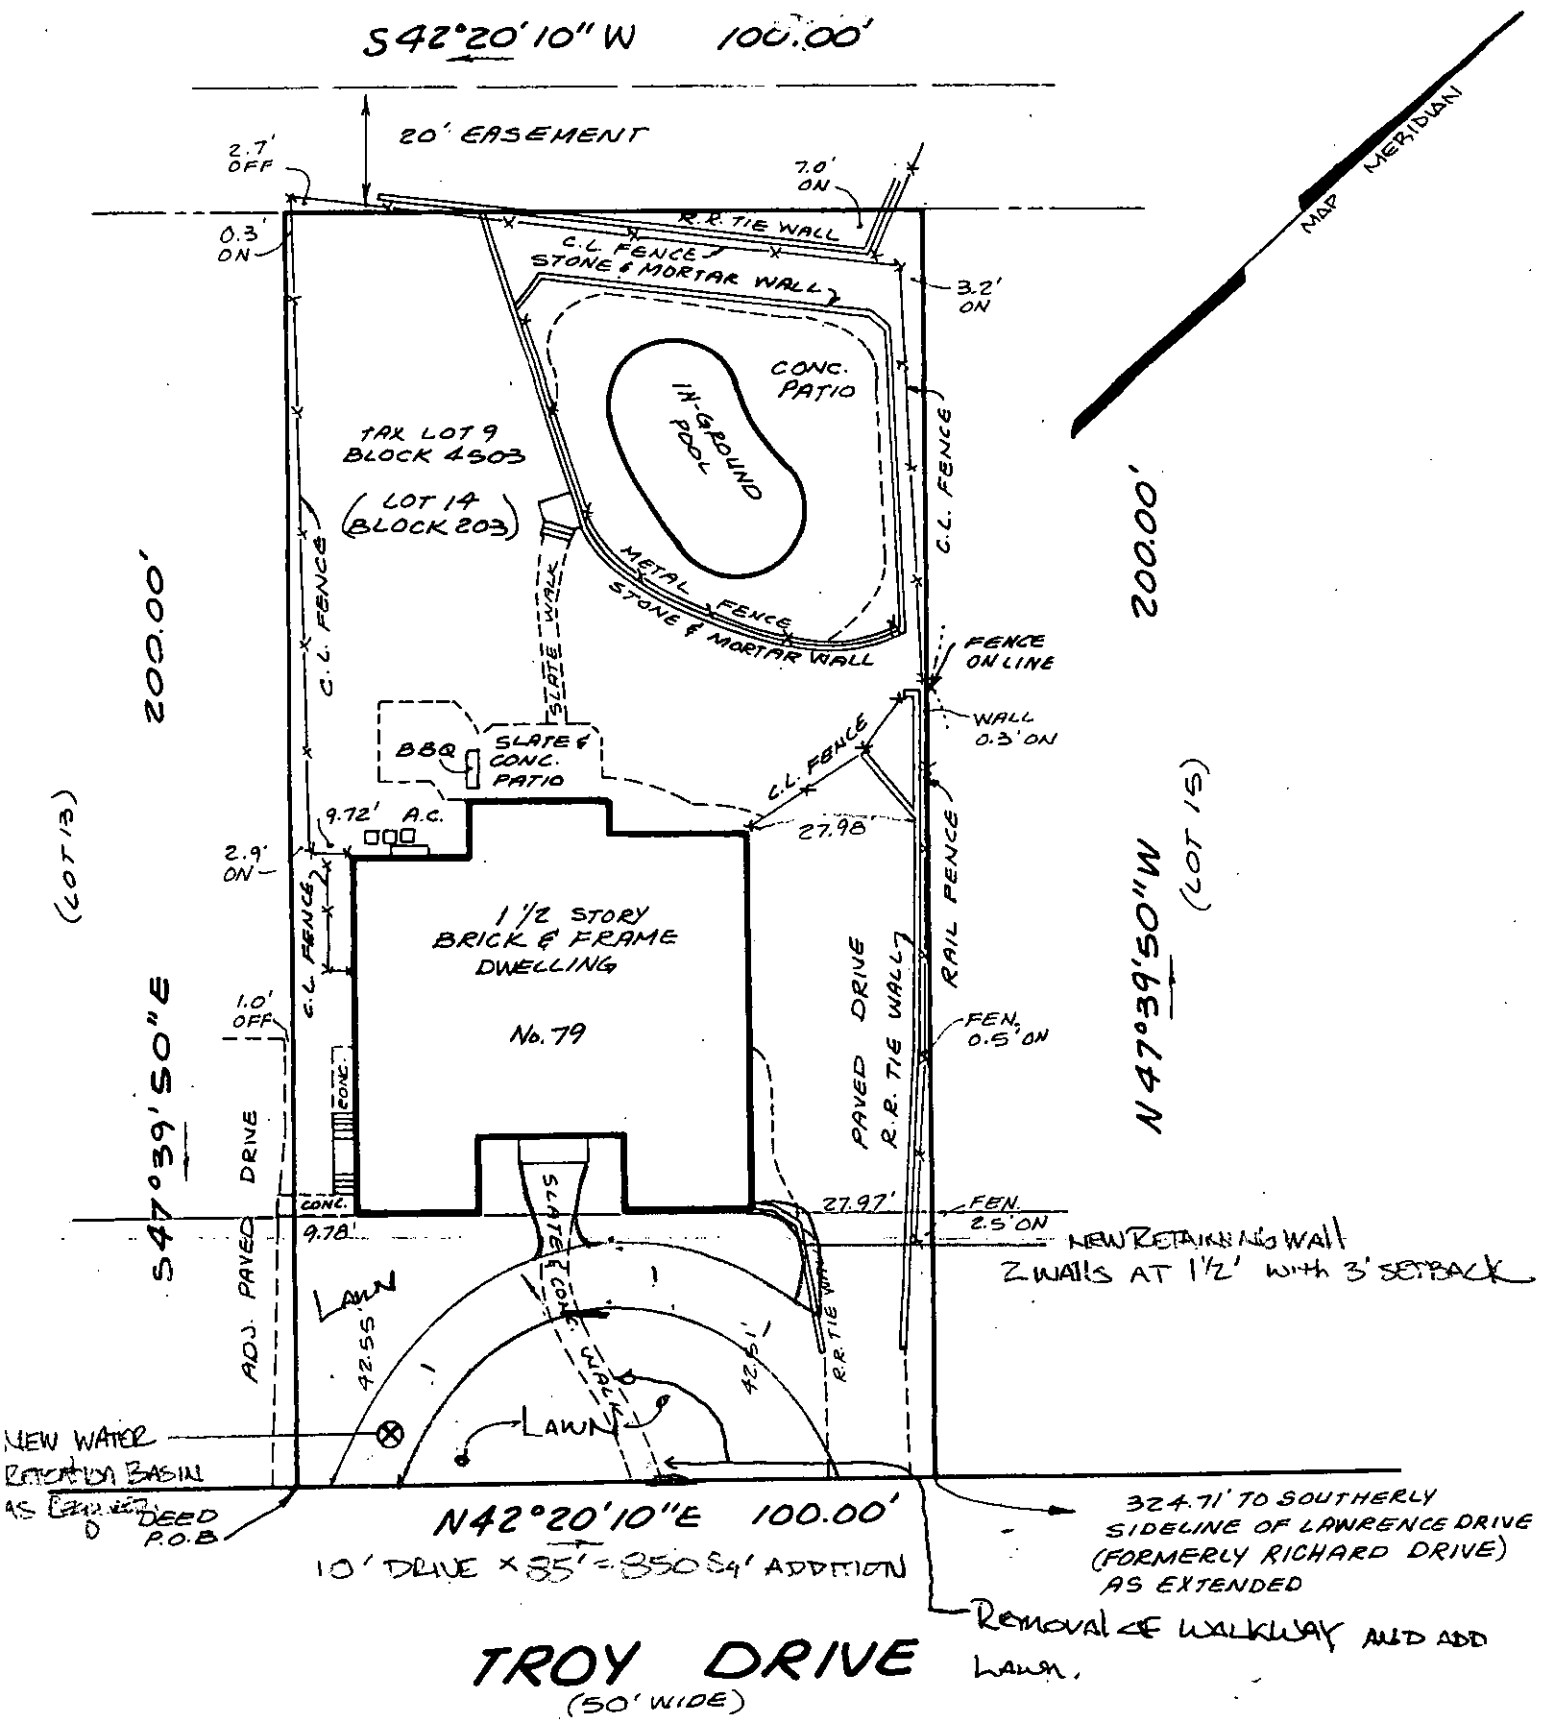 S42°20'10"W 100.00'
20' EASEMENT
2.7'
OFF
7.0'
ON
MAP MERIDIAN
0.3'
ON
R.R. TIE WALL
C.L. FENCE
STONE & MORTAR WALL
3.2'
ON
CONC.
PATIO
IN-GROUND
POOL
TAX LOT 9
BLOCK 4503
(LOT 14
BLOCK 203)
C.L. FENCE
C.L. FENCE
200.00'
200.00'
METAL FENCE
STONE & MORTAR WALL
SLATE WALK
FENCE
ON LINE
WALL
0.3' ON
BBQ
SLATE &
CONC.
PATIO
C.L. FENCE
27.98'
9.72'
A.C.
2.9'
ON
C.L. FENCE
(LOT 13)
(LOT 15)
1 1/2 STORY
BRICK & FRAME
DWELLING
No. 79
PAVED DRIVE
R.R. TIE WALL
RAIL FENCE
S47°39'50"E
N47°39'50"W
1.0'
OFF
FEN.
0.5' ON
CONC.
CONC.
9.78'
27.97'
FEN.
2.5' ON
ADJ. PAVED DRIVE
SLATE & CONC. WALK
NEW RETAINING WALL
2 WALLS AT 1 1/2' WITH 3' SETBACK
LAWN
42.55'
42.51'
R.R. TIE WALL
LAWN
NEW WATER
RETENTION BASIN
AS
DEED
P.O.B
N42°20'10"E 100.00'
10' DRIVE × 85' = 850 Sq' ADDITION
324.71' TO SOUTHERLY
SIDELINE OF LAWRENCE DRIVE
(FORMERLY RICHARD DRIVE)
AS EXTENDED
REMOVAL OF WALKWAY AND ADD
LAWN.
TROY DRIVE
(50' WIDE)